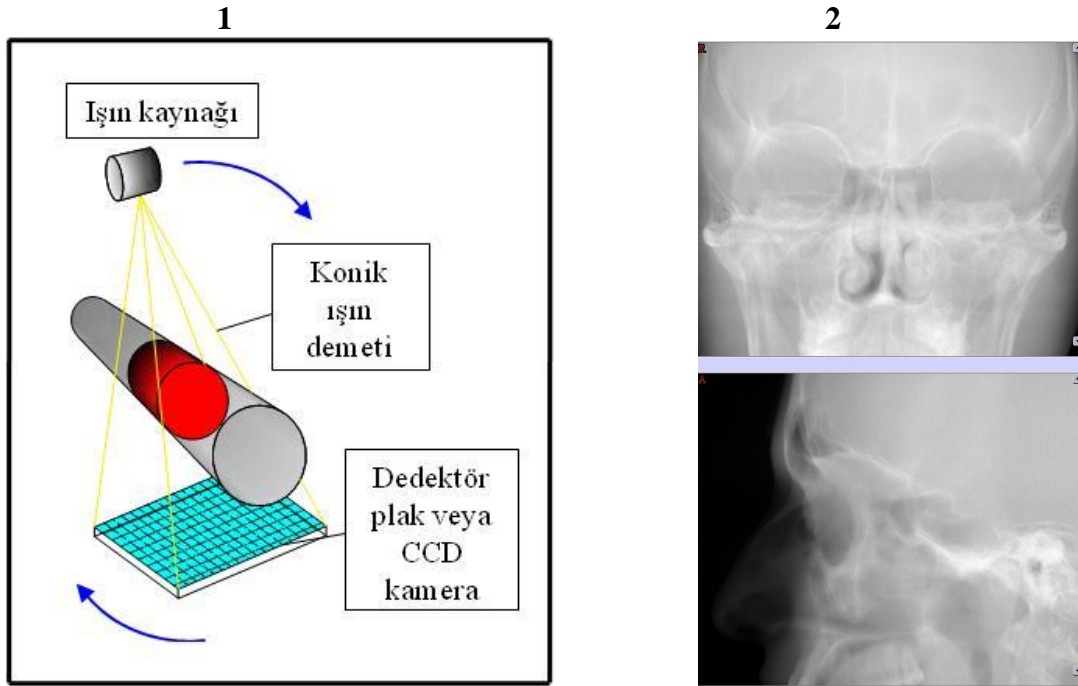 1
2
Işın kaynağı
Konik
ışın
demeti
Dedektör
plak veya
CCD
kamera
R
A